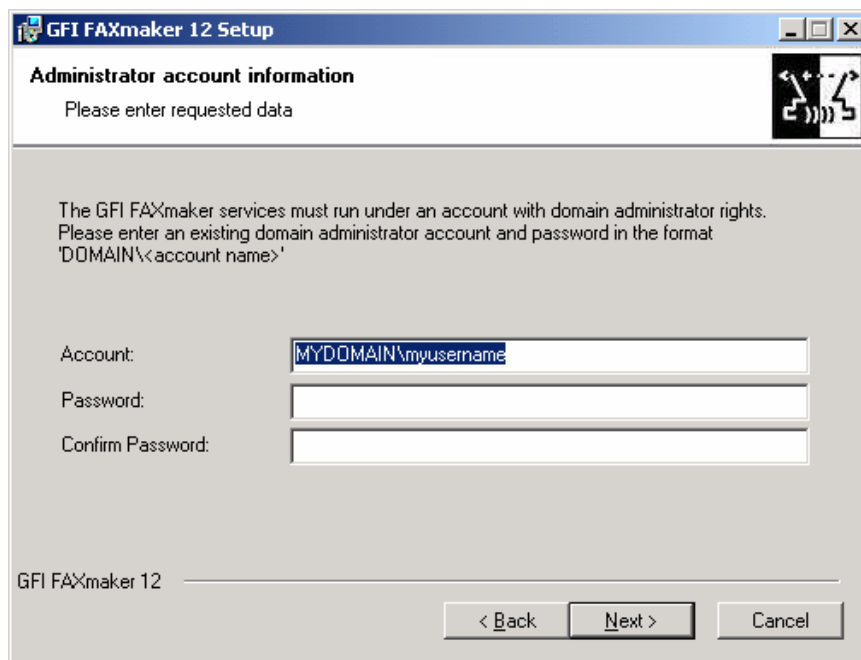 GFI FAXmaker 12 Setup
Administrator account information
Please enter requested data
The GFI FAXmaker services must run under an account with domain administrator rights.
Please enter an existing domain administrator account and password in the format
'DOMAIN\<account name>'
Account:
MYDOMAIN\myusername
Password:
Confirm Password:
GFI FAXmaker 12
< Back
Next >
Cancel